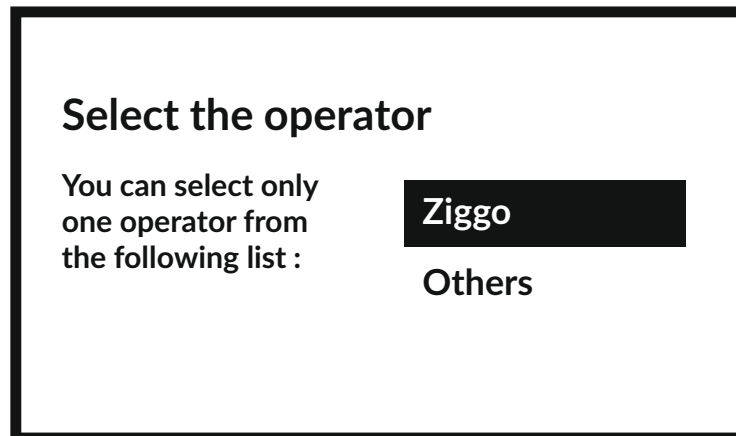 Select the operator
You can select only
one operator from
the following list :
Ziggo
Others